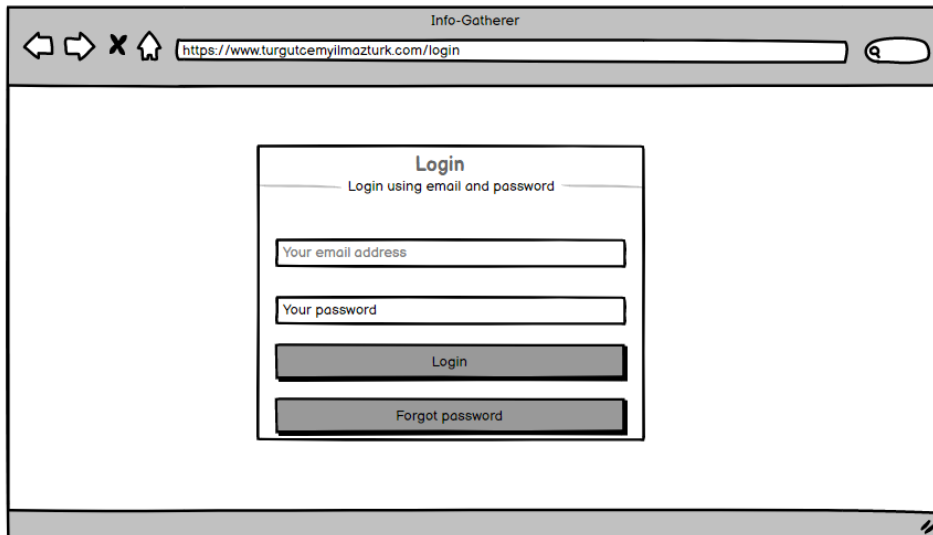 Info-Gatherer
https://www.turgutcemyilmazturk.com/login
Login
Login using email and password
Your email address
Your password
Login
Forgot password